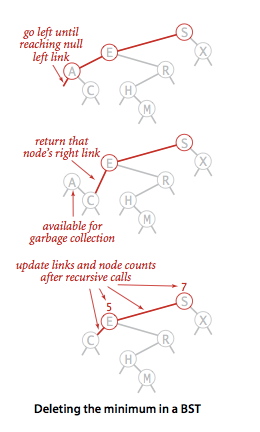 go left until
reaching null
left link
S
X
E
A
R
C
H
M
return that
node's right link
S
X
E
A
R
C
H
M
available for
garbage collection
update links and node counts
after recursive calls
7
5
S
X
E
C
R
H
M
Deleting the minimum in a BST